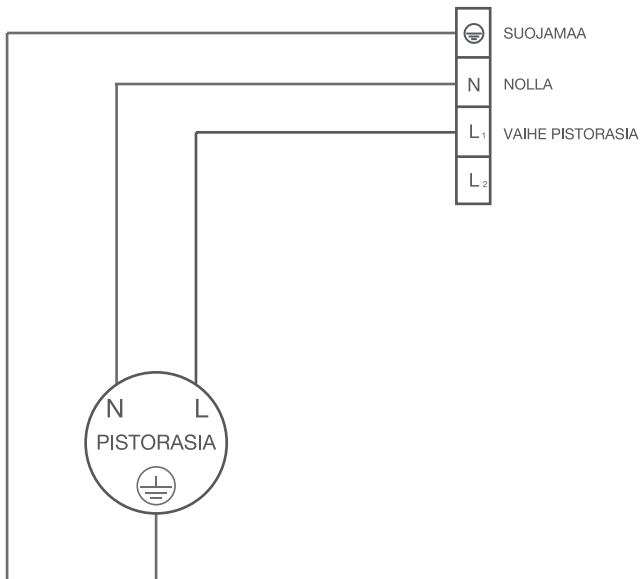 SUOJAMAA
N NOLLA
L1 VAIHE PISTORASIA
L2
N L
PISTORASIA